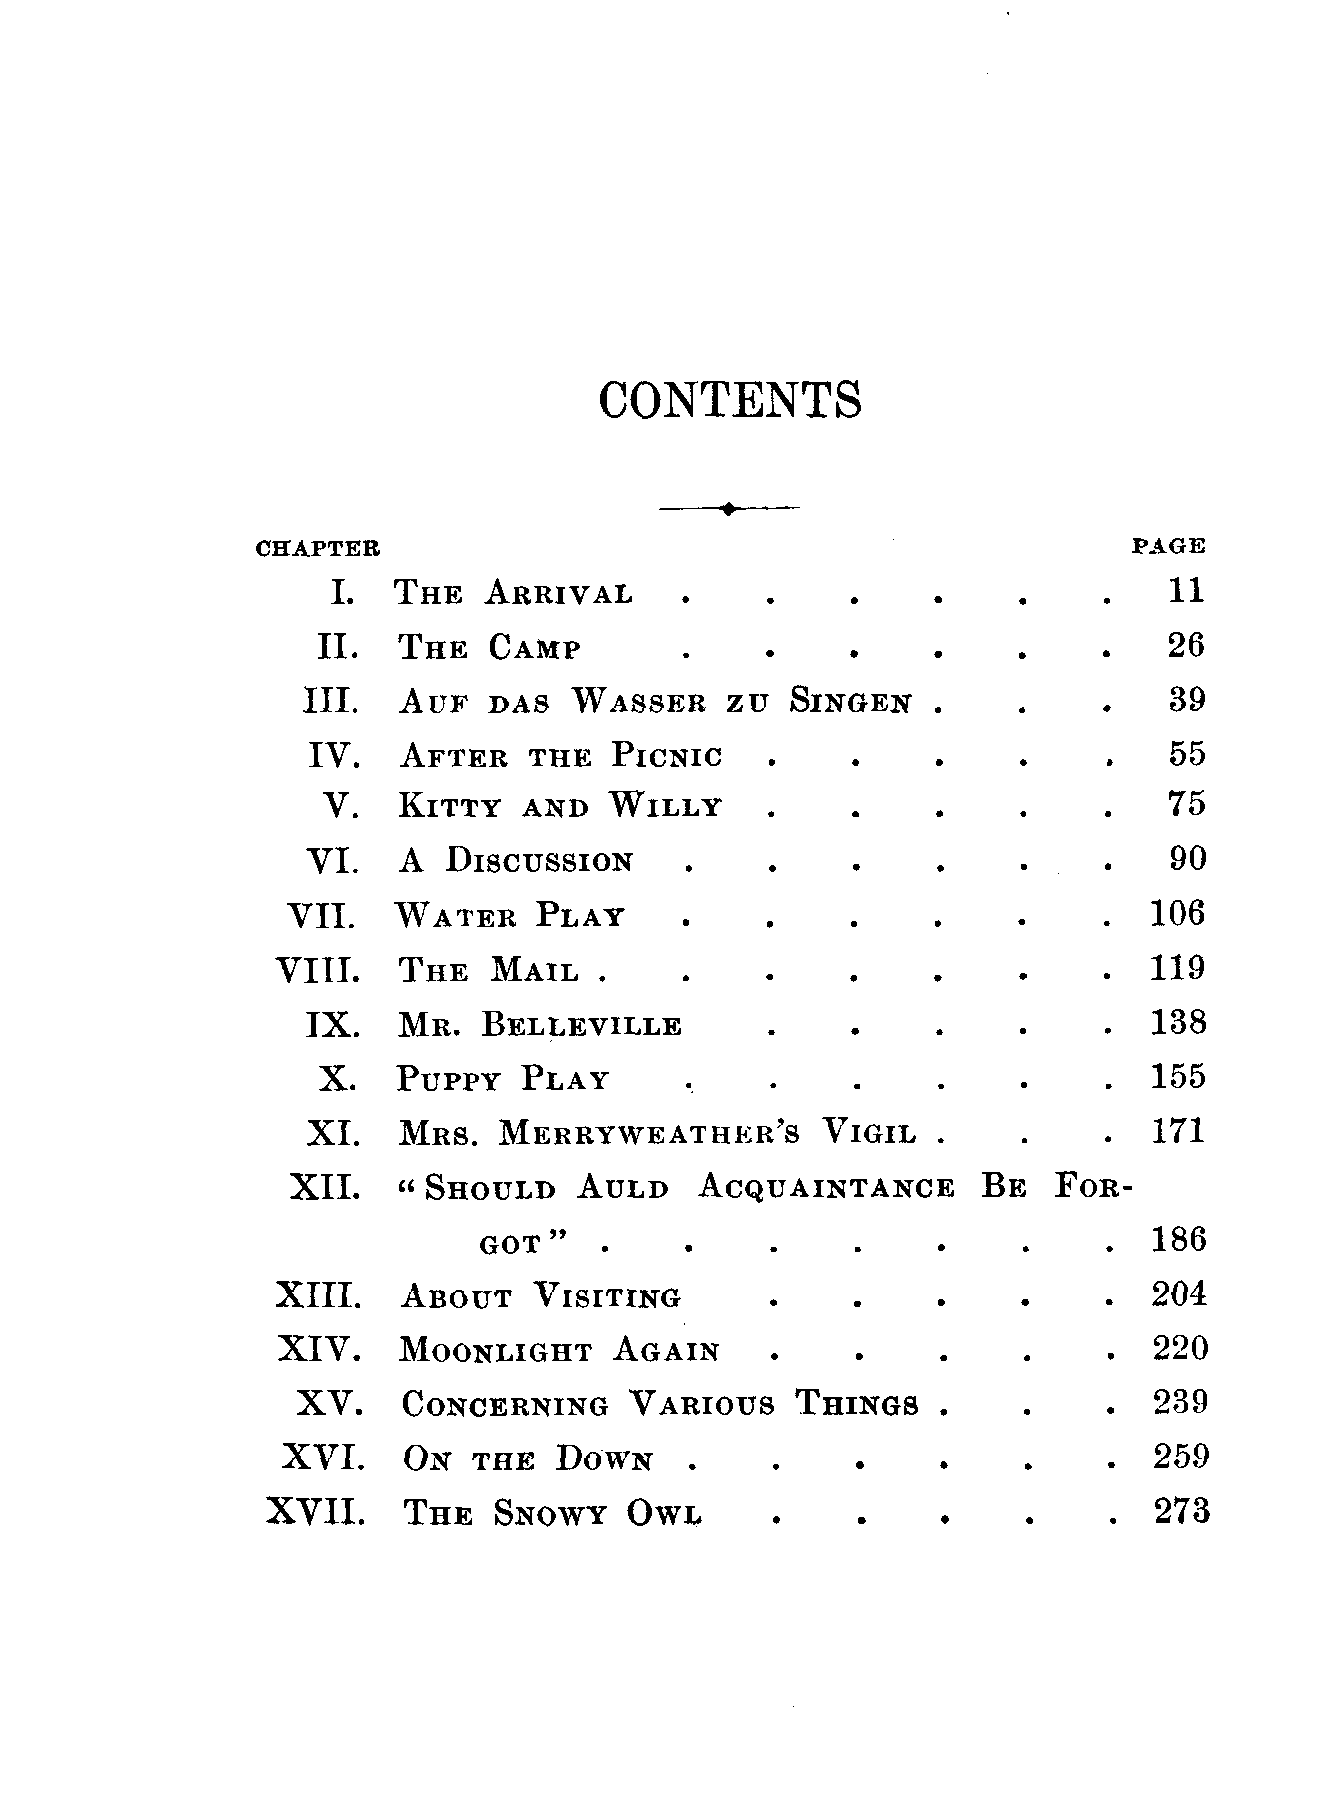 CONTENTS
CHAPTER PAGE
I. THE ARRIVAL . . . . . . 11
II. THE CAMP . . . . . . 26
III. AUF DAS WASSER ZU SINGEN . . . 39
IV. AFTER THE PICNIC . . . . . 55
V. KITTY AND WILLY . . . . . 75
VI. A DISCUSSION . . . . . . 90
VII. WATER PLAY . . . . . . 106
VIII. THE MAIL . . . . . . . 119
IX. MR. BELLEVILLE . . . . . 138
X. PUPPY PLAY . . . . . . 155
XI. MRS. MERRYWEATHER'S VIGIL . . . 171
XII. “SHOULD AULD ACQUAINTANCE BE FOR-
GOT” . . . . . . . 186
XIII. ABOUT VISITING . . . . . 204
XIV. MOONLIGHT AGAIN . . . . . 220
XV. CONCERNING VARIOUS THINGS . . . 239
XVI. ON THE DOWN . . . . . . 259
XVII. THE SNOWY OWL . . . . . 273